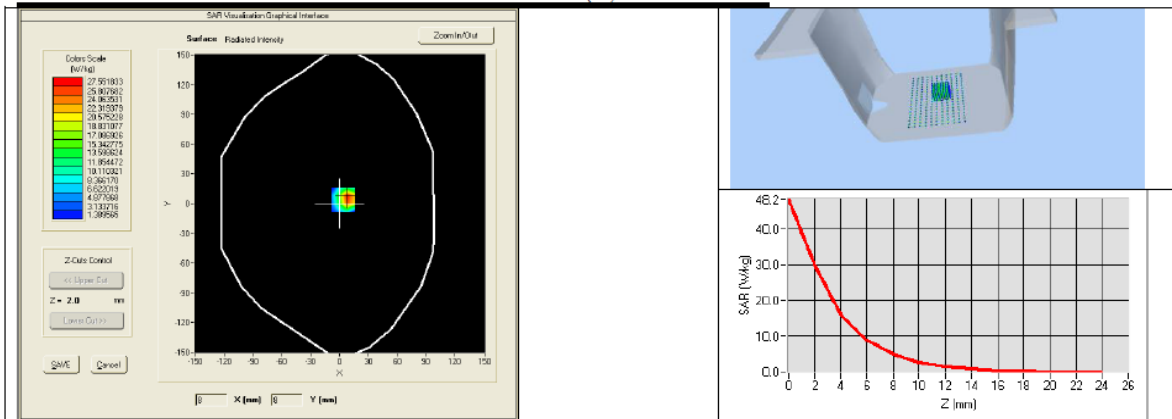 SAR Visualisation Graphical Interface
Surface Radiated Intensity
Zoom In/Out
Colors Scale
(W/kg)
27.551833
25.807682
24.063531
22.319379
20.575228
18.831077
17.086926
15.342775
13.598624
11.854472
10.110321
8.366170
6.622019
4.877868
3.133716
1.389565
150
120
90
60
30
0
-30
-60
-90
-120
-150
Y
-150 -120 -90 -60 -30 0 30 60 90 120 150
X
Z-Cuts Control
<< Upper Cut
Z = 2.0 mm
Lower Cut >>
SAVE Cancel
8 X (mm) 8 Y (mm)
48.2
40.0
30.0
20.0
10.0
0.0
SAR (W/kg)
0 2 4 6 8 10 12 14 16 18 20 22 24 26
Z (mm)